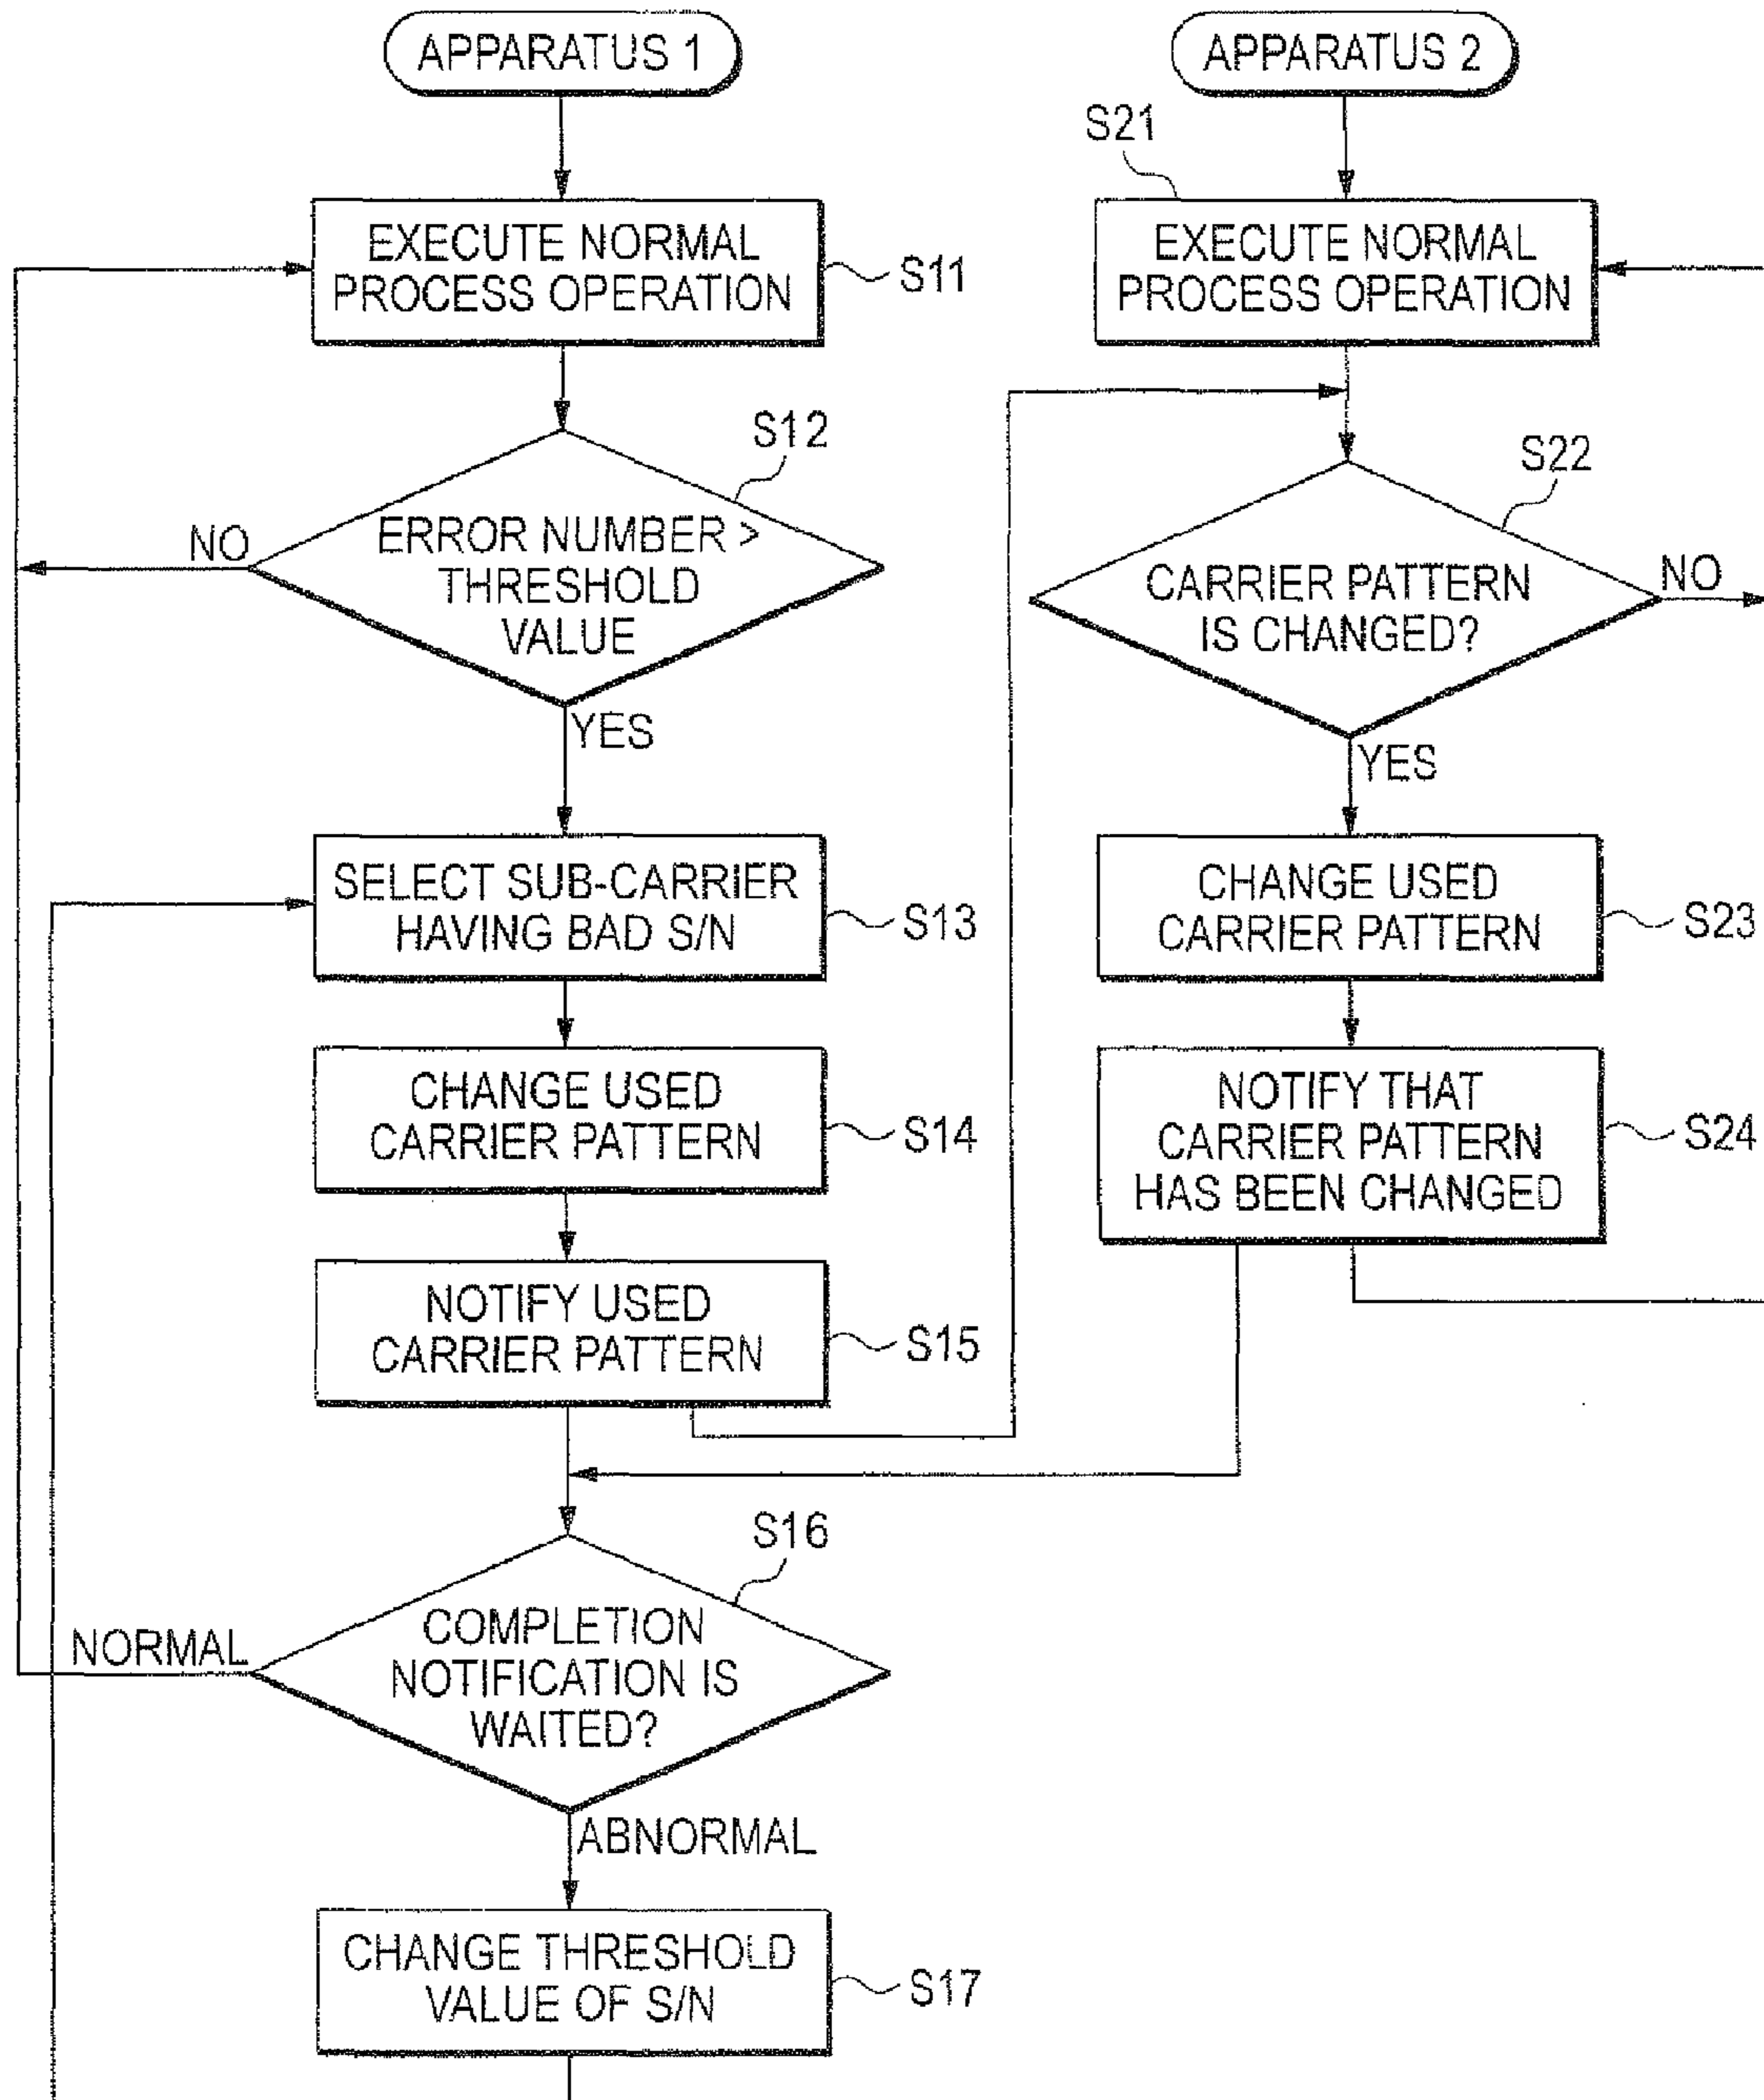 APPARATUS 1
EXECUTE NORMAL
PROCESS OPERATION
S11
S12
ERROR NUMBER >
THRESHOLD
VALUE
NO
YES
SELECT SUB-CARRIER
HAVING BAD S/N
S13
CHANGE USED
CARRIER PATTERN
S14
NOTIFY USED
CARRIER PATTERN
S15
S16
COMPLETION
NOTIFICATION IS
WAITED?
NORMAL
ABNORMAL
CHANGE THRESHOLD
VALUE OF S/N
S17
APPARATUS 2
S21
EXECUTE NORMAL
PROCESS OPERATION
S22
CARRIER PATTERN
IS CHANGED?
NO
YES
CHANGE USED
CARRIER PATTERN
S23
NOTIFY THAT
CARRIER PATTERN
HAS BEEN CHANGED
S24